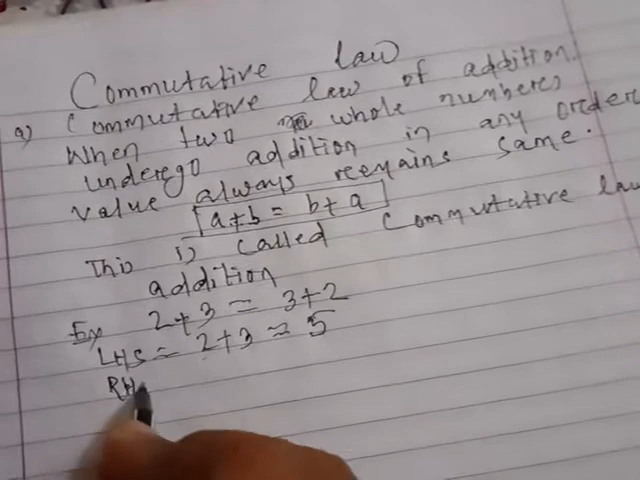 Commutative law
a) Commutative law of addition.
When two whole numbers
undergo addition in any order
value always remains same.
a+b = b+a
This is called Commutative law
addition
Ex 2+3 = 3+2
LHS = 2+3 = 5
RH